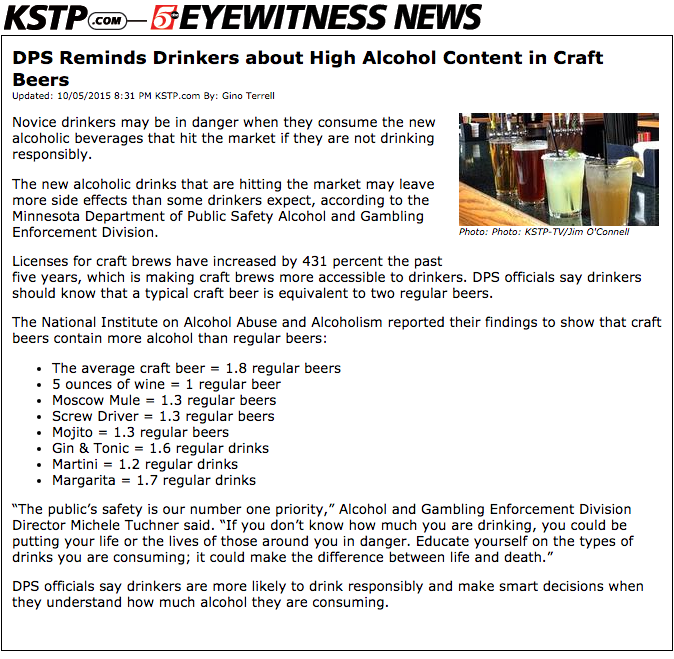 KSTP.COM 5 abc EYEWITNESS NEWS
DPS Reminds Drinkers about High Alcohol Content in Craft
Beers
Updated: 10/05/2015 8:31 PM KSTP.com By: Gino Terrell
Novice drinkers may be in danger when they consume the new
alcoholic beverages that hit the market if they are not drinking
responsibly.
The new alcoholic drinks that are hitting the market may leave
more side effects than some drinkers expect, according to the
Minnesota Department of Public Safety Alcohol and Gambling
Enforcement Division.
Photo: Photo: KSTP-TV/Jim O'Connell
Licenses for craft brews have increased by 431 percent the past
five years, which is making craft brews more accessible to drinkers. DPS officials say drinkers
should know that a typical craft beer is equivalent to two regular beers.
The National Institute on Alcohol Abuse and Alcoholism reported their findings to show that craft
beers contain more alcohol than regular beers:
• The average craft beer = 1.8 regular beers
• 5 ounces of wine = 1 regular beer
• Moscow Mule = 1.3 regular beers
• Screw Driver = 1.3 regular beers
• Mojito = 1.3 regular beers
• Gin & Tonic = 1.6 regular drinks
• Martini = 1.2 regular drinks
• Margarita = 1.7 regular drinks
“The public’s safety is our number one priority,” Alcohol and Gambling Enforcement Division
Director Michele Tuchner said. “If you don’t know how much you are drinking, you could be
putting your life or the lives of those around you in danger. Educate yourself on the types of
drinks you are consuming; it could make the difference between life and death.”
DPS officials say drinkers are more likely to drink responsibly and make smart decisions when
they understand how much alcohol they are consuming.